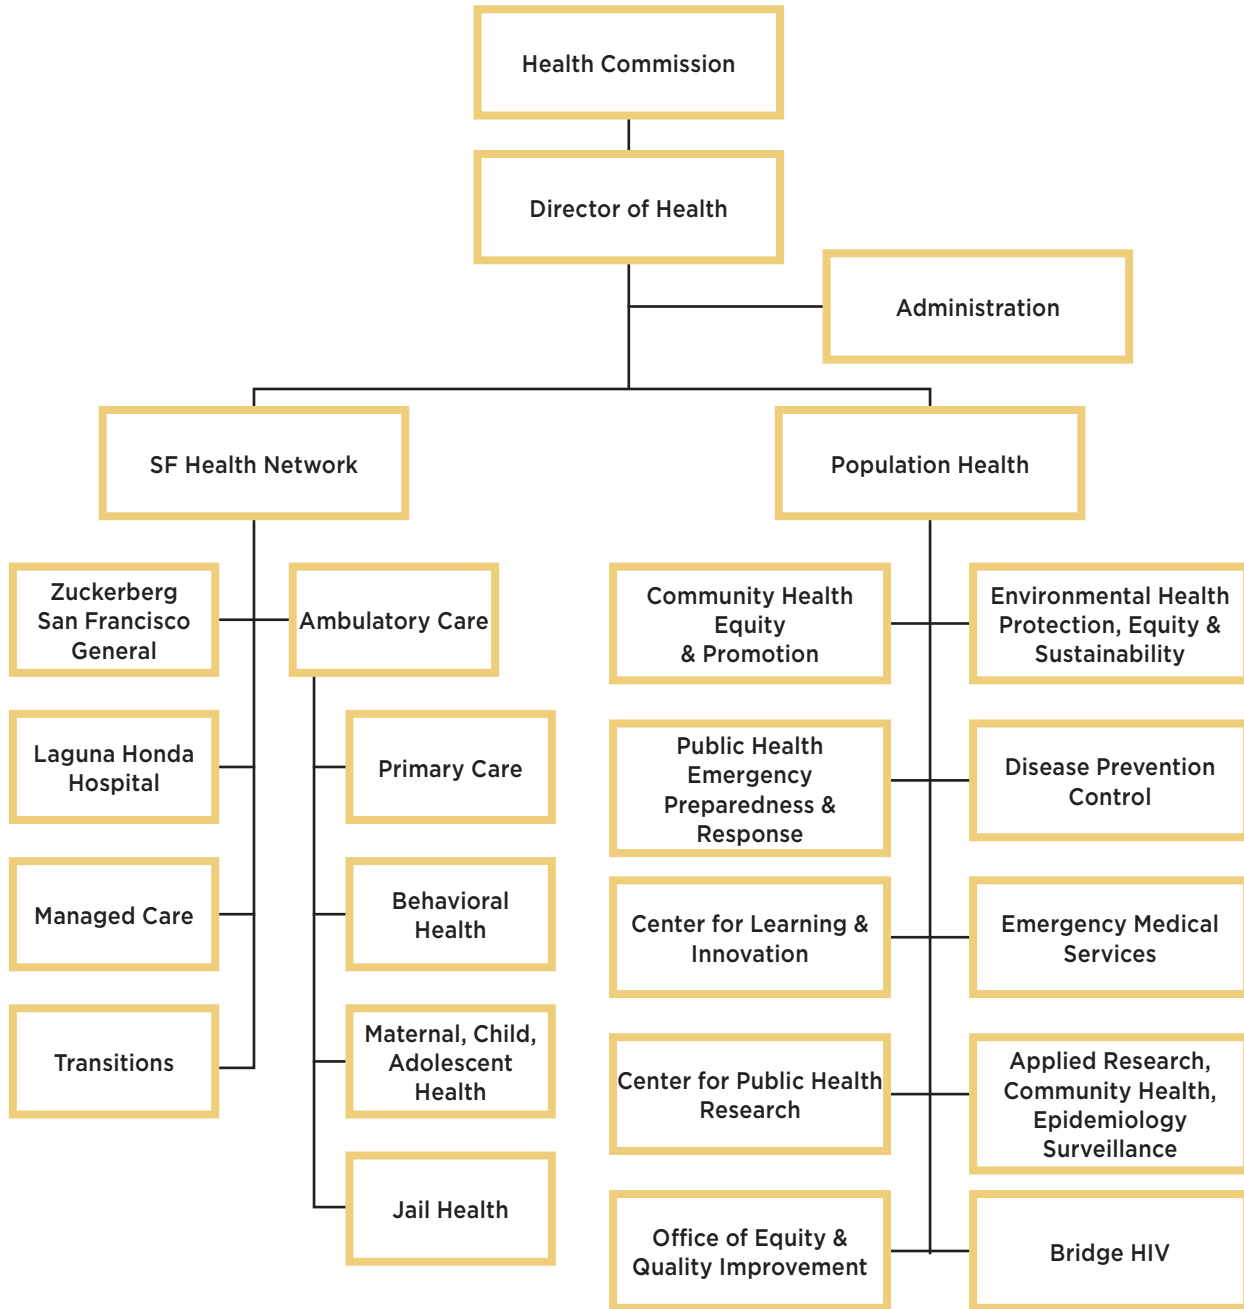 Health Commission
Director of Health
Administration
SF Health Network
Population Health
Zuckerberg
San Francisco
General
Ambulatory Care
Laguna Honda
Hospital
Primary Care
Managed Care
Behavioral
Health
Transitions
Maternal, Child,
Adolescent
Health
Jail Health
Community Health
Equity
& Promotion
Environmental Health
Protection, Equity &
Sustainability
Public Health
Emergency
Preparedness &
Response
Disease Prevention
Control
Center for Learning &
Innovation
Emergency Medical
Services
Center for Public Health
Research
Applied Research,
Community Health,
Epidemiology
Surveillance
Office of Equity &
Quality Improvement
Bridge HIV